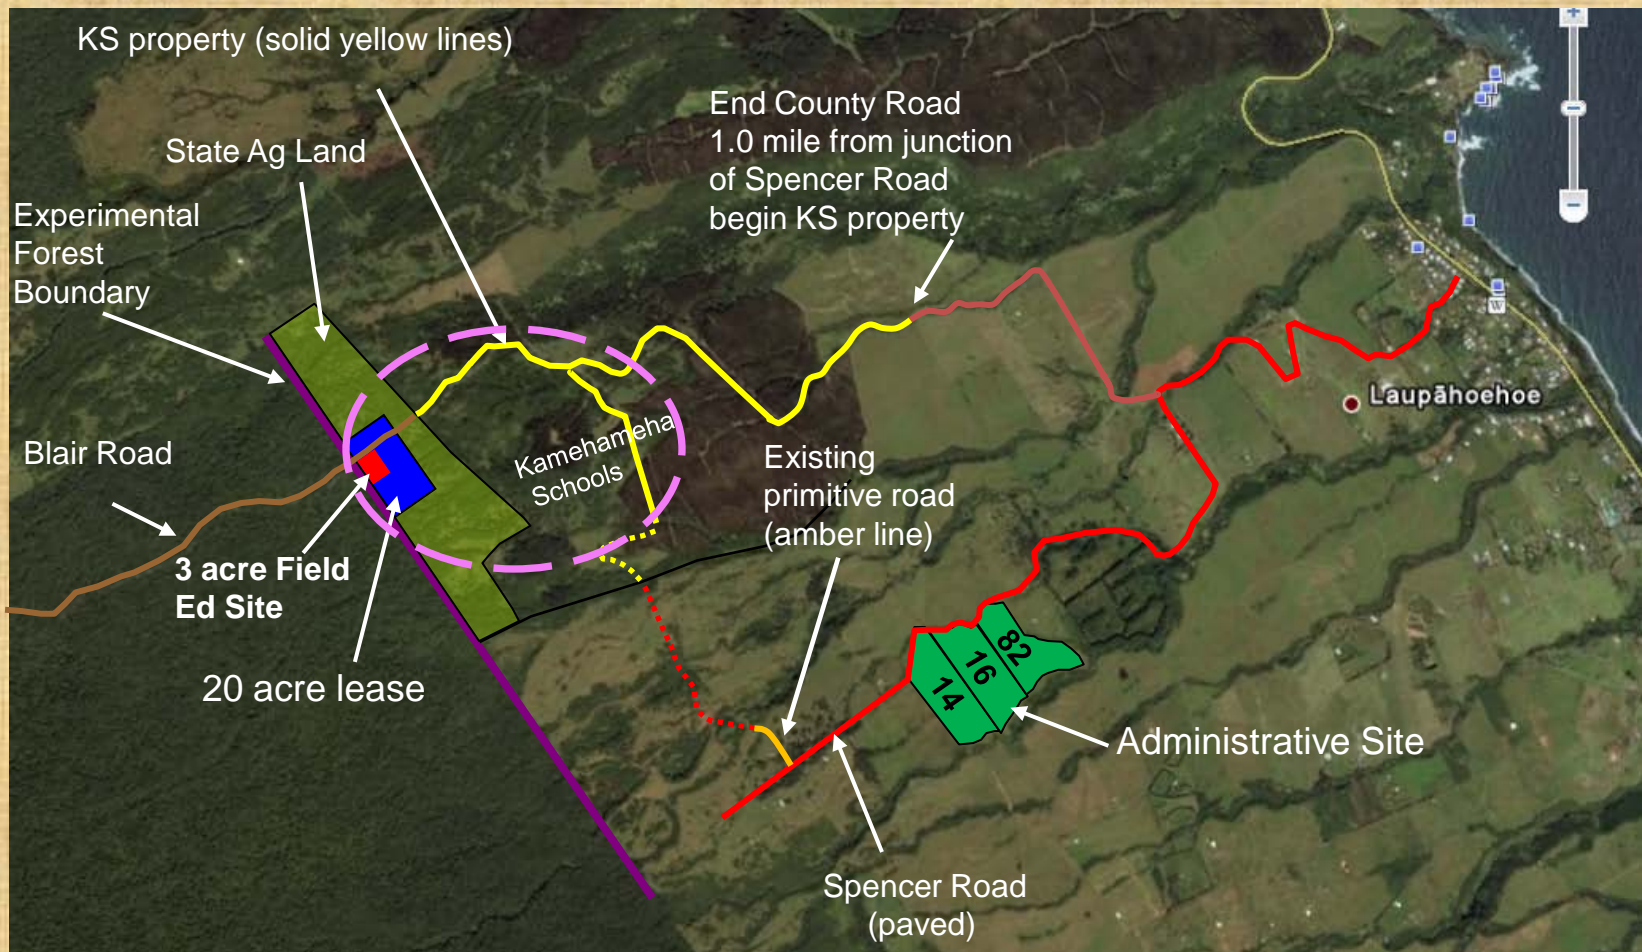 KS property (solid yellow lines)
State Ag Land
End County Road
1.0 mile from junction
of Spencer Road
begin KS property
Experimental
Forest
Boundary
Laupāhoehoe
Kamehameha
Schools
Blair Road
Existing
primitive road
(amber line)
3 acre Field
Ed Site
20 acre lease
82
16
14
Administrative Site
Spencer Road
(paved)
W